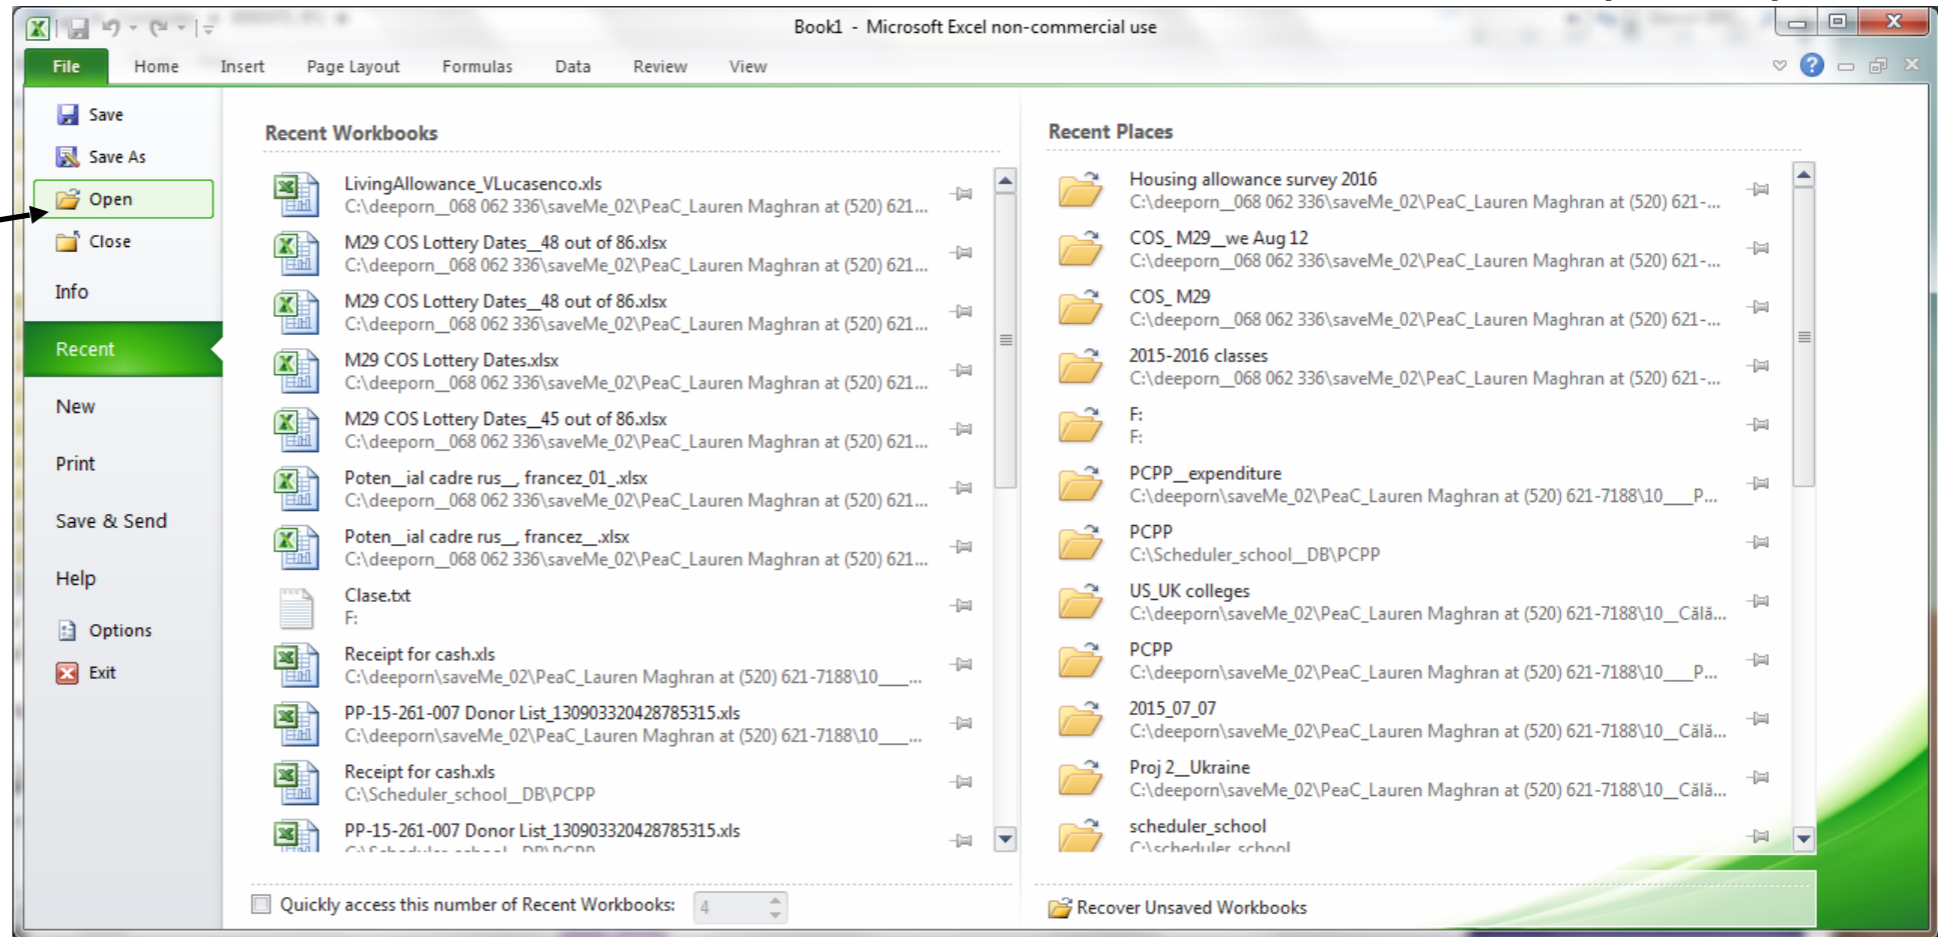 Book1 - Microsoft Excel non-commercial use
File Home Insert Page Layout Formulas Data Review View
Save
Save As
Open
Close
Info
Recent
New
Print
Save & Send
Help
Options
Exit
Recent Workbooks
LivingAllowance_VLucasenco.xls
C:\deeporn__068 062 336\saveMe_02\PeaC_Lauren Maghran at (520) 621...
M29 COS Lottery Dates__48 out of 86.xlsx
C:\deeporn__068 062 336\saveMe_02\PeaC_Lauren Maghran at (520) 621...
M29 COS Lottery Dates__48 out of 86.xlsx
C:\deeporn__068 062 336\saveMe_02\PeaC_Lauren Maghran at (520) 621...
M29 COS Lottery Dates.xlsx
C:\deeporn__068 062 336\saveMe_02\PeaC_Lauren Maghran at (520) 621...
M29 COS Lottery Dates__45 out of 86.xlsx
C:\deeporn__068 062 336\saveMe_02\PeaC_Lauren Maghran at (520) 621...
Poten__ial cadre rus__, francez_01_.xlsx
C:\deeporn__068 062 336\saveMe_02\PeaC_Lauren Maghran at (520) 621...
Poten__ial cadre rus__, francez__.xlsx
C:\deeporn__068 062 336\saveMe_02\PeaC_Lauren Maghran at (520) 621...
Clase.txt
F:
Receipt for cash.xls
C:\deeporn\saveMe_02\PeaC_Lauren Maghran at (520) 621-7188\10____...
PP-15-261-007 Donor List_130903320428785315.xls
C:\deeporn\saveMe_02\PeaC_Lauren Maghran at (520) 621-7188\10____...
Receipt for cash.xls
C:\Scheduler_school__DB\PCPP
PP-15-261-007 Donor List_130903320428785315.xls
C:\Scheduler_school__DB\PCPP
Quickly access this number of Recent Workbooks: 4
Recent Places
Housing allowance survey 2016
C:\deeporn__068 062 336\saveMe_02\PeaC_Lauren Maghran at (520) 621-...
COS_ M29__we Aug 12
C:\deeporn__068 062 336\saveMe_02\PeaC_Lauren Maghran at (520) 621-...
COS_ M29
C:\deeporn__068 062 336\saveMe_02\PeaC_Lauren Maghran at (520) 621-...
2015-2016 classes
C:\deeporn__068 062 336\saveMe_02\PeaC_Lauren Maghran at (520) 621-...
F:
F:
PCPP__expenditure
C:\deeporn\saveMe_02\PeaC_Lauren Maghran at (520) 621-7188\10____P...
PCPP
C:\Scheduler_school__DB\PCPP
US_UK colleges
C:\deeporn\saveMe_02\PeaC_Lauren Maghran at (520) 621-7188\10__Călă...
PCPP
C:\deeporn\saveMe_02\PeaC_Lauren Maghran at (520) 621-7188\10____P...
2015_07_07
C:\deeporn\saveMe_02\PeaC_Lauren Maghran at (520) 621-7188\10__Călă...
Proj 2__Ukraine
C:\deeporn\saveMe_02\PeaC_Lauren Maghran at (520) 621-7188\10__Călă...
scheduler_school
C:\scheduler_school
Recover Unsaved Workbooks